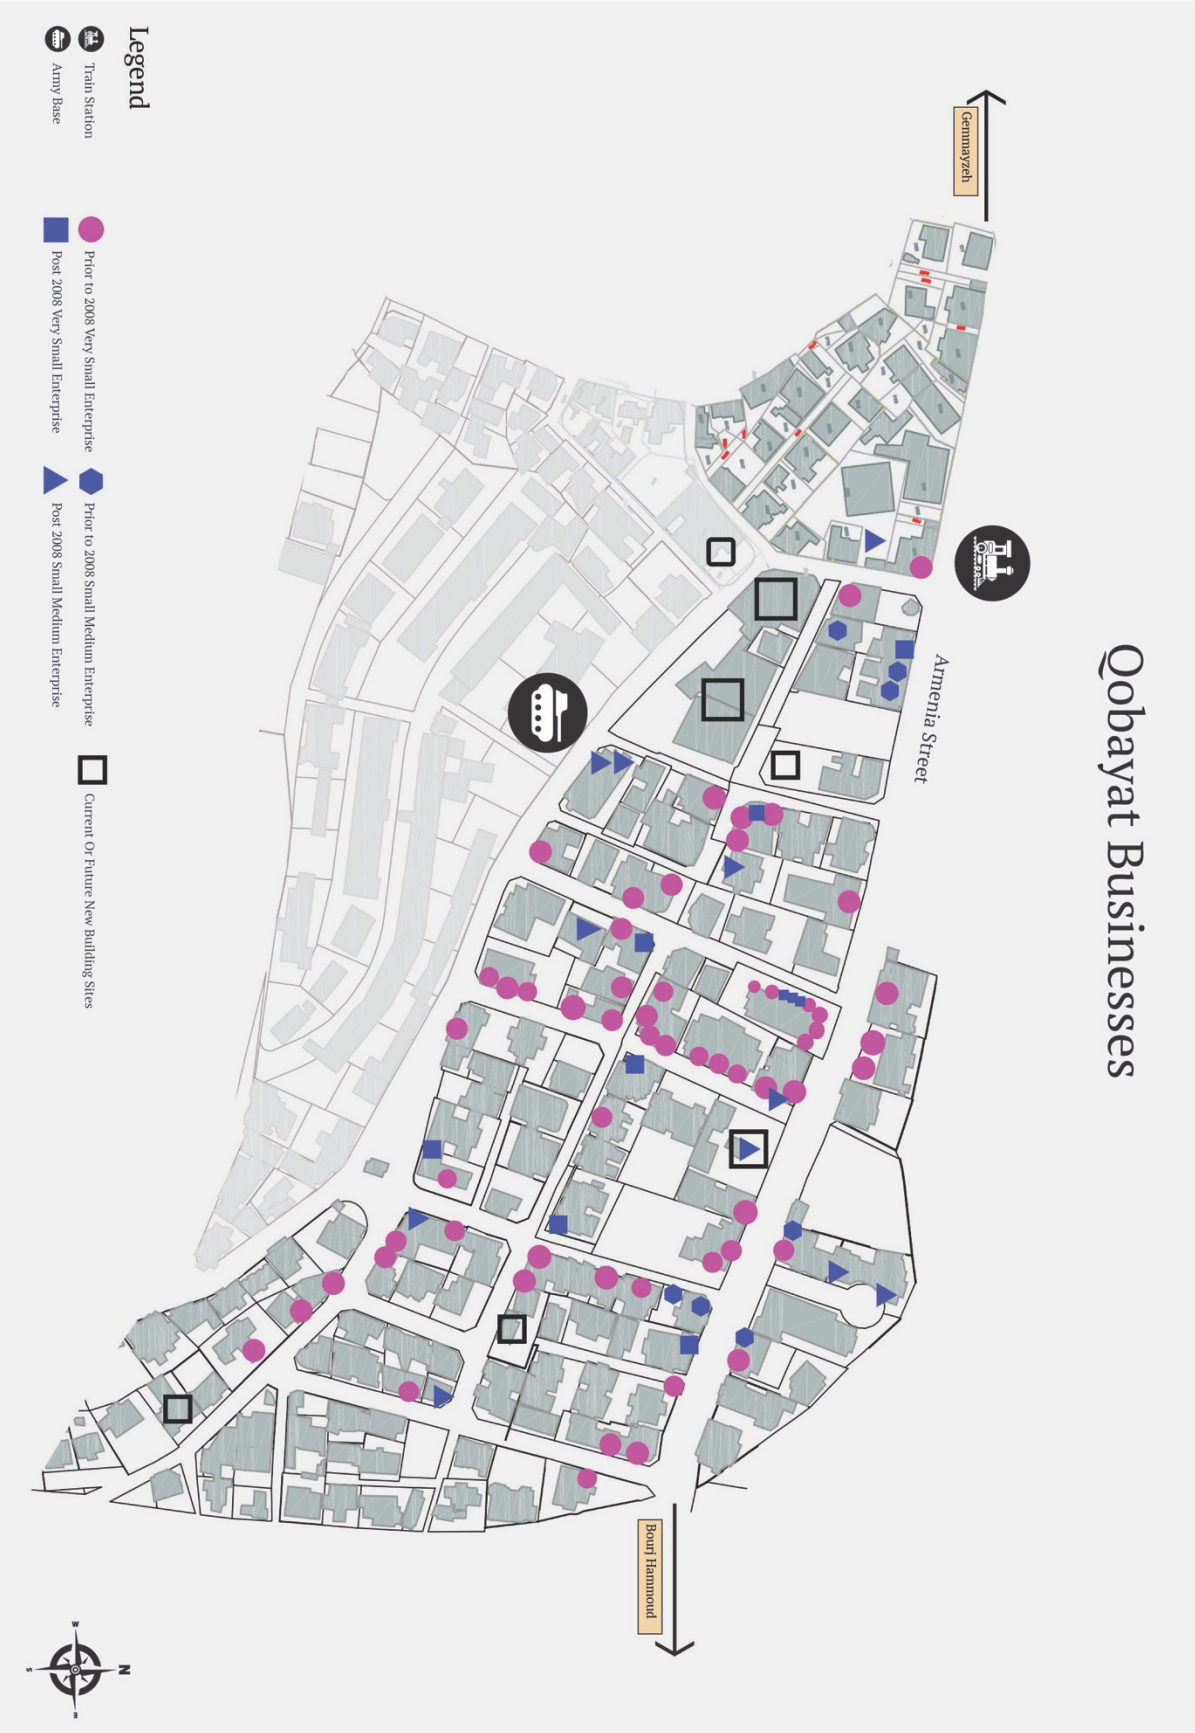 Qobayat Businesses
Gemmayzeh
Armenia Street
Bourj Hammoud
Legend
Train Station
Army Base
Prior to 2008 Very Small Enterprise
Post 2008 Very Small Enterprise
Prior to 2008 Small Medium Enterprise
Post 2008 Small Medium Enterprise
Current Or Future New Building Sites
N
W
S